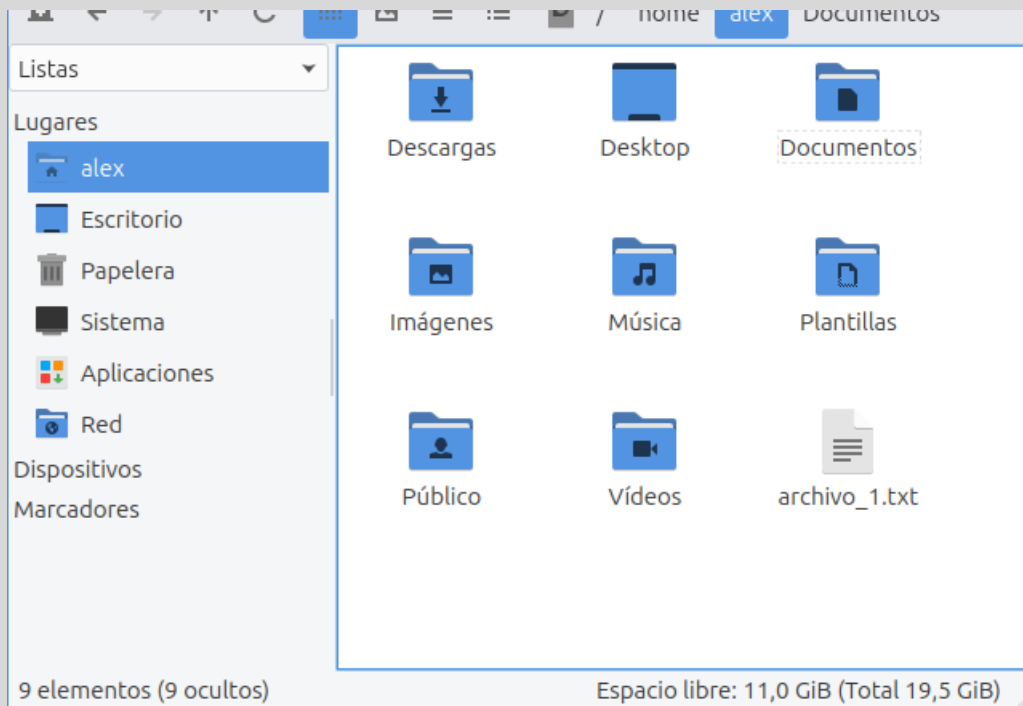 / home alex Documentos
Listas
Lugares
alex
Escritorio
Papelera
Sistema
Aplicaciones
Red
Dispositivos
Marcadores
Descargas Desktop Documentos
Imágenes Música Plantillas
Público Vídeos archivo_1.txt
9 elementos (9 ocultos) Espacio libre: 11,0 GiB (Total 19,5 GiB)